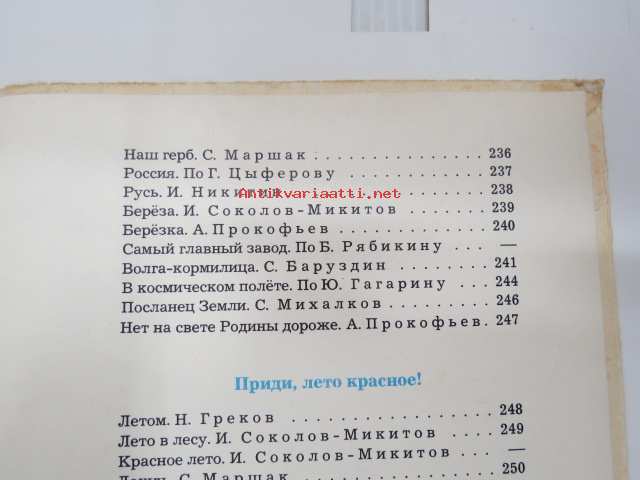 Наш герб. С. Маршак . . . . . . . . . . . . . . . 236
Россия. По Г. Цыферову . . . . . . . . . . . . 237
Русь. И. Никитин . . . . . . . . . . . . . . . . 238
Antikvariaatti.net
Берёза. И. Соколов-Микитов . . . . . . . . 239
Берёзка. А. Прокофьев . . . . . . . . . . . . 240
Самый главный завод. По Б. Рябикину . . . —
Волга-кормилица. С. Баруздин . . . . . . . 241
В космическом полёте. По Ю. Гагарину . . . 244
Посланец Земли. С. Михалков . . . . . . . . 246
Нет на свете Родины дороже. А. Прокофьев. 247
Приди, лето красное!
Летом. Н. Греков . . . . . . . . . . . . . . . . 248
Лето в лесу. И. Соколов-Микитов . . . . 249
Красное лето. И. Соколов-Микитов . . . . —
Дождь. С. Маршак . . . . . . . . . . . . . . . 250